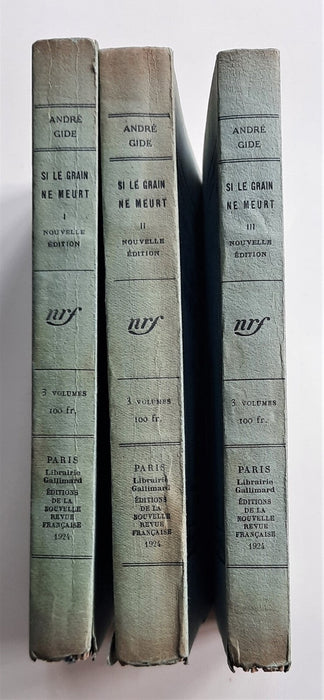 ANDRÉ
GIDE
SI LE GRAIN
NE MEURT
I
NOUVELLE
ÉDITION
nrf
3 VOLUMES
100 fr.
PARIS
Librairie
Gallimard
ÉDITIONS
DE LA
NOUVELLE
REVUE
FRANÇAISE
1924
ANDRÉ
GIDE
SI LE GRAIN
NE MEURT
II
NOUVELLE
ÉDITION
nrf
3 VOLUMES
100 fr.
PARIS
Librairie
Gallimard
ÉDITIONS
DE LA
NOUVELLE
REVUE
FRANÇAISE
1924
ANDRÉ
GIDE
SI LE GRAIN
NE MEURT
III
NOUVELLE
ÉDITION
nrf
3 VOLUMES
100 fr.
PARIS
Librairie
Gallimard
ÉDITIONS
DE LA
NOUVELLE
REVUE
FRANÇAISE
1924